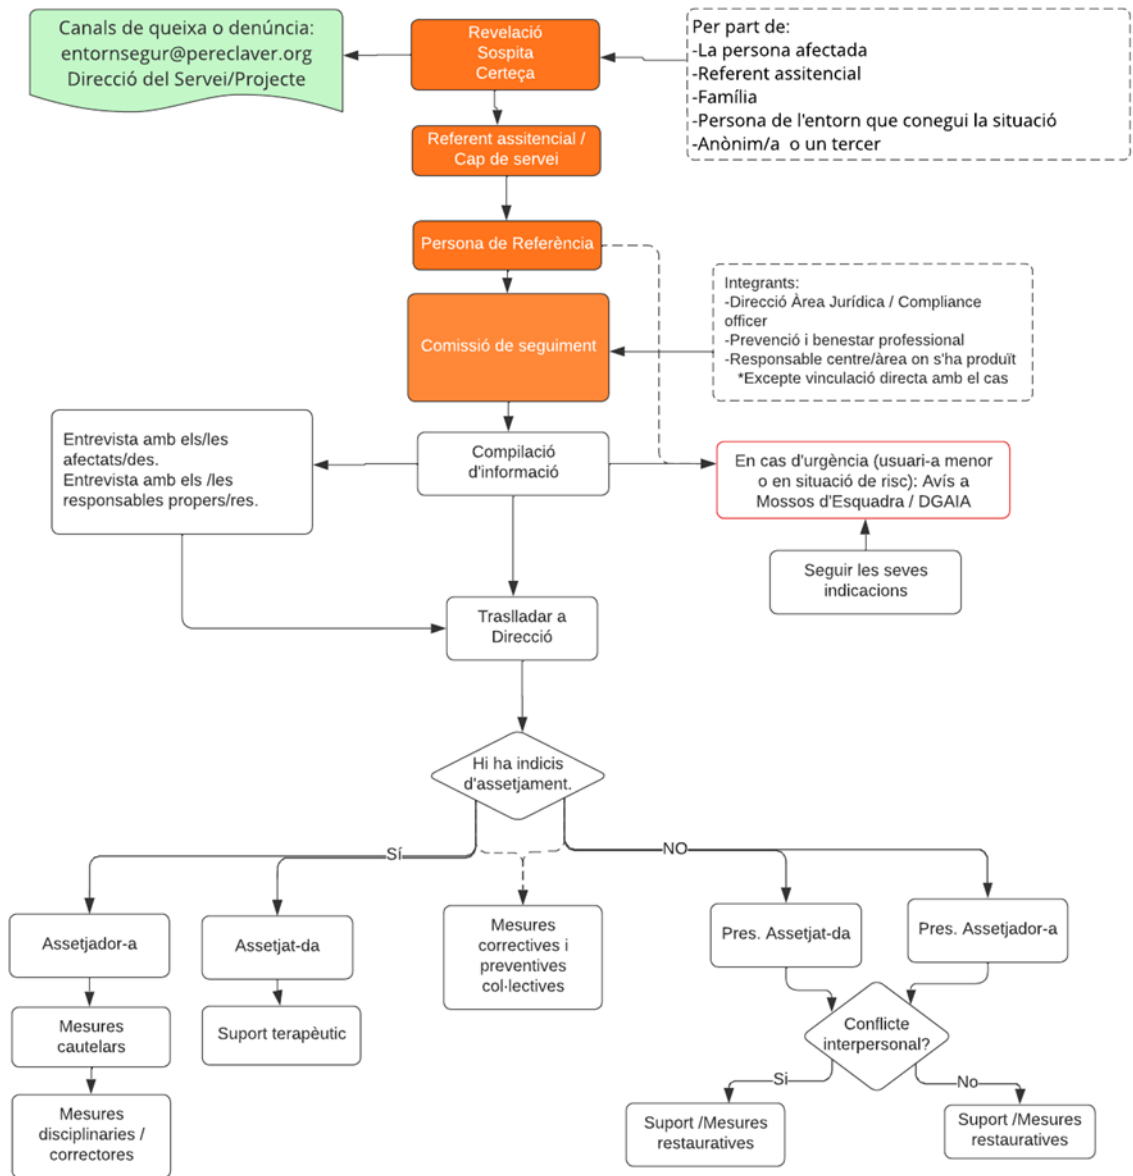 Canals de queixa o denúncia:
entornsegur@pereclaver.org
Direcció del Servei/Projecte
Revelació
Sospita
Certeça
Per part de:
-La persona afectada
-Referent assitencial
-Família
-Persona de l'entorn que conegui la situació
-Anònim/a o un tercer
Referent assitencial /
Cap de servei
Persona de Referència
Integrants:
-Direcció Àrea Jurídica / Compliance
officer
-Prevenció i benestar professional
-Responsable centre/àrea on s'ha produït
*Excepte vinculació directa amb el cas
Comissió de seguiment
Entrevista amb els/les
afectats/des.
Entrevista amb els /les
responsables propers/res.
Compilació
d'informació
En cas d'urgència (usuari-a menor
o en situació de risc): Avís a
Mossos d'Esquadra / DGAIA
Seguir les seves
indicacions
Traslladar a
Direcció
Hi ha indicis
d'assetjament.
Sí
NO
Assetjador-a
Assetjat-da
Mesures
correctives i
preventives
col·lectives
Pres. Assetjat-da
Pres. Assetjador-a
Mesures
cautelars
Suport terapèutic
Conflicte
interpersonal?
Si
No
Mesures
disciplinaries /
correctores
Suport /Mesures
restauratives
Suport /Mesures
restauratives